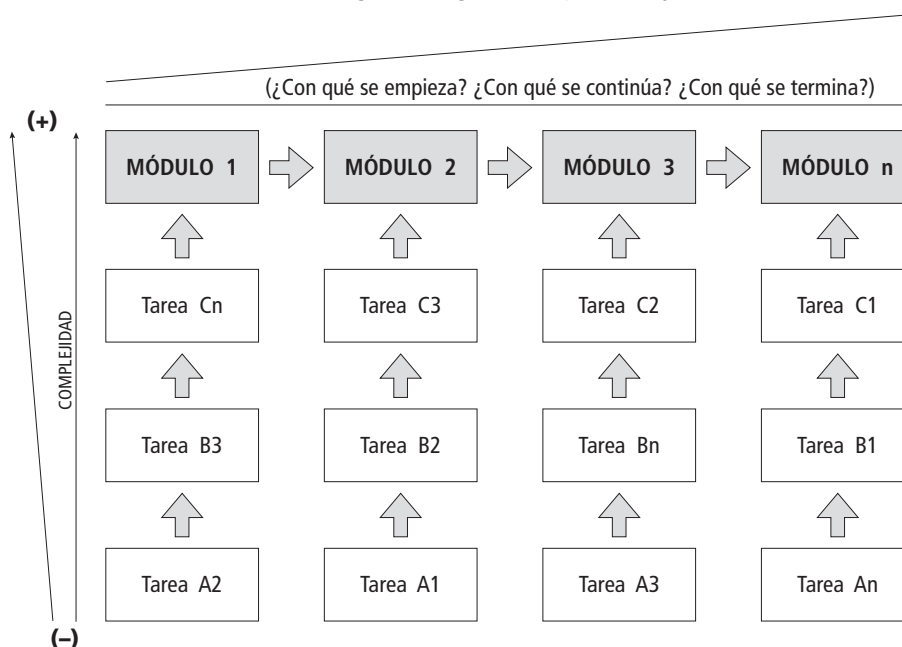 (¿Con qué se empieza? ¿Con qué se continúa? ¿Con qué se termina?)
(+)
MÓDULO 1 MÓDULO 2 MÓDULO 3 MÓDULO n
Tarea Cn Tarea C3 Tarea C2 Tarea C1
COMPLEJIDAD
Tarea B3 Tarea B2 Tarea Bn Tarea B1
Tarea A2 Tarea A1 Tarea A3 Tarea An
(–)